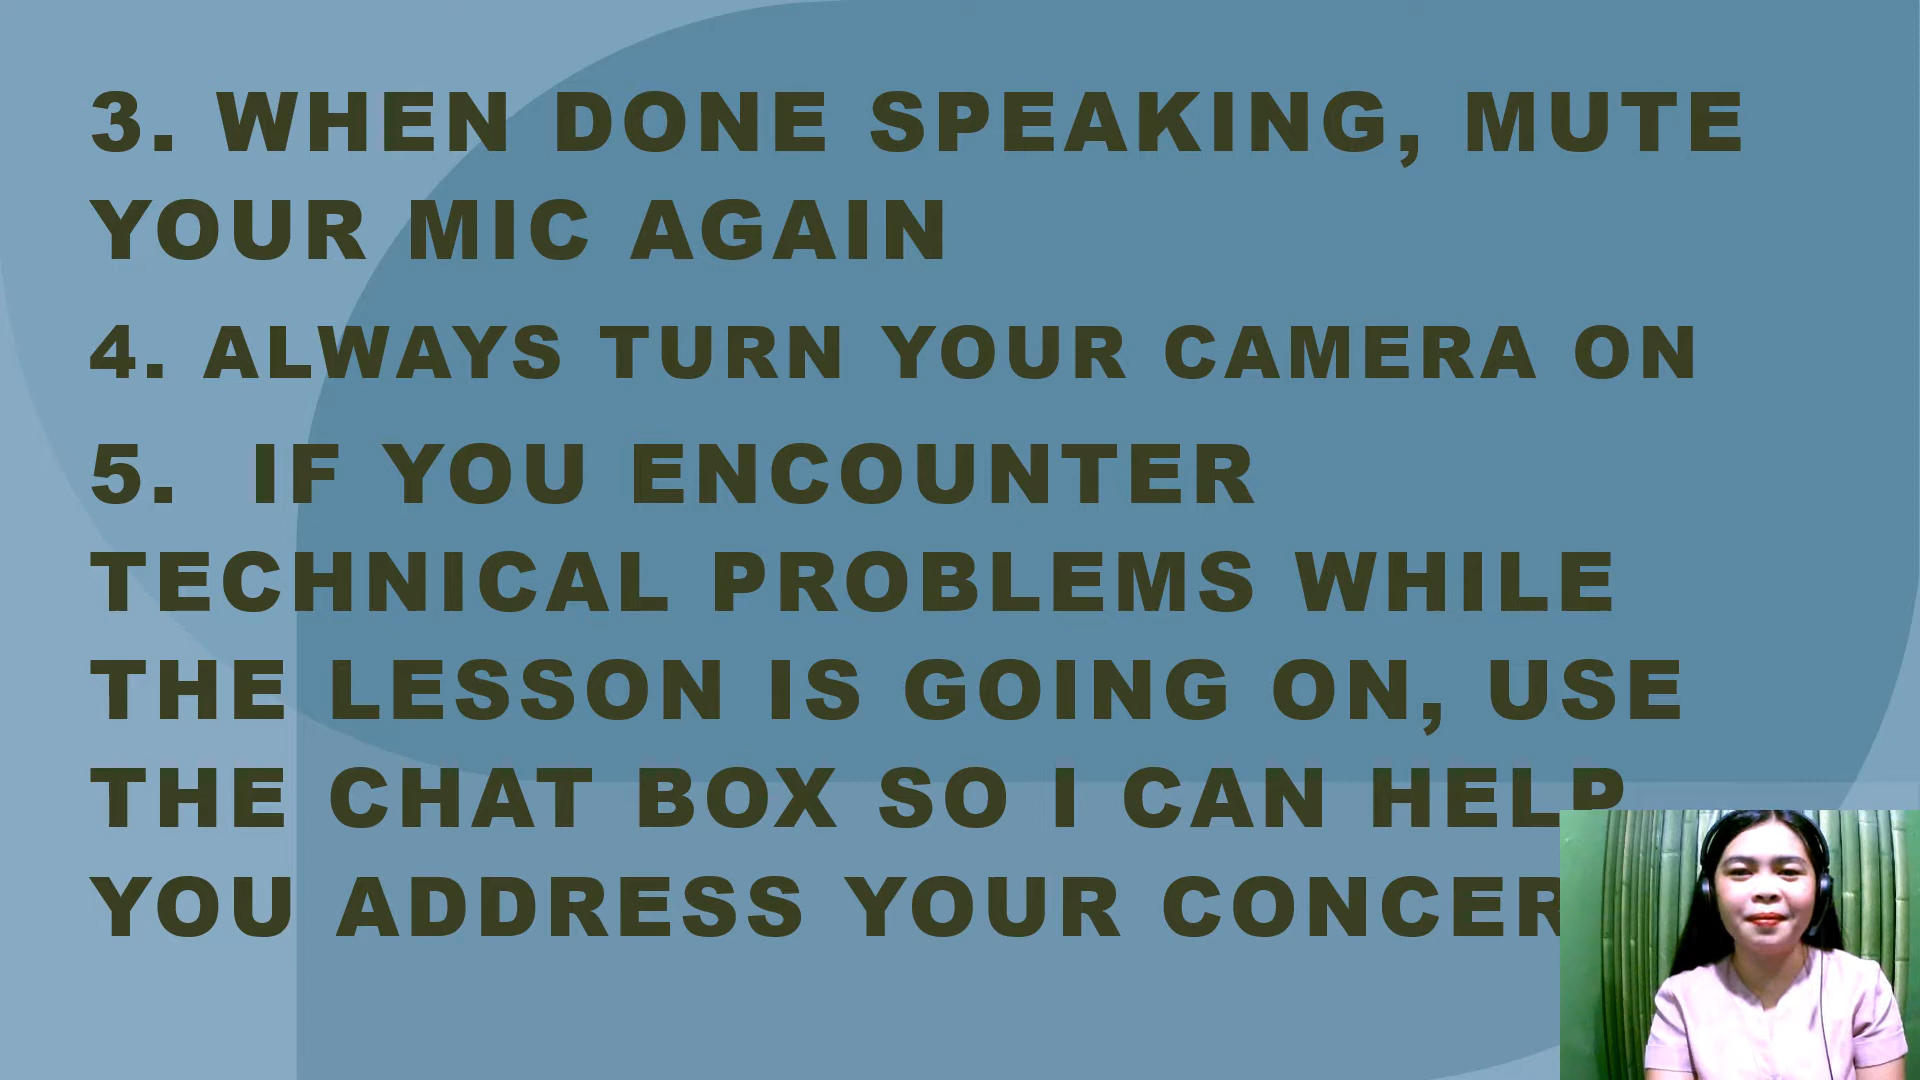 3. WHEN DONE SPEAKING, MUTE
YOUR MIC AGAIN
4. ALWAYS TURN YOUR CAMERA ON
5. IF YOU ENCOUNTER
TECHNICAL PROBLEMS WHILE
THE LESSON IS GOING ON, USE
THE CHAT BOX SO I CAN HELP
YOU ADDRESS YOUR